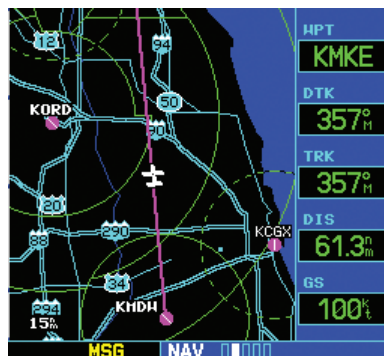 WPT
KMKE
DTK
357°M
TRK
357°M
DIS
61.3nm
GS
100kt
12
94
KORD
50
90
20
88
290
KCGX
34
KMDW
294
15nm
MSG NAV